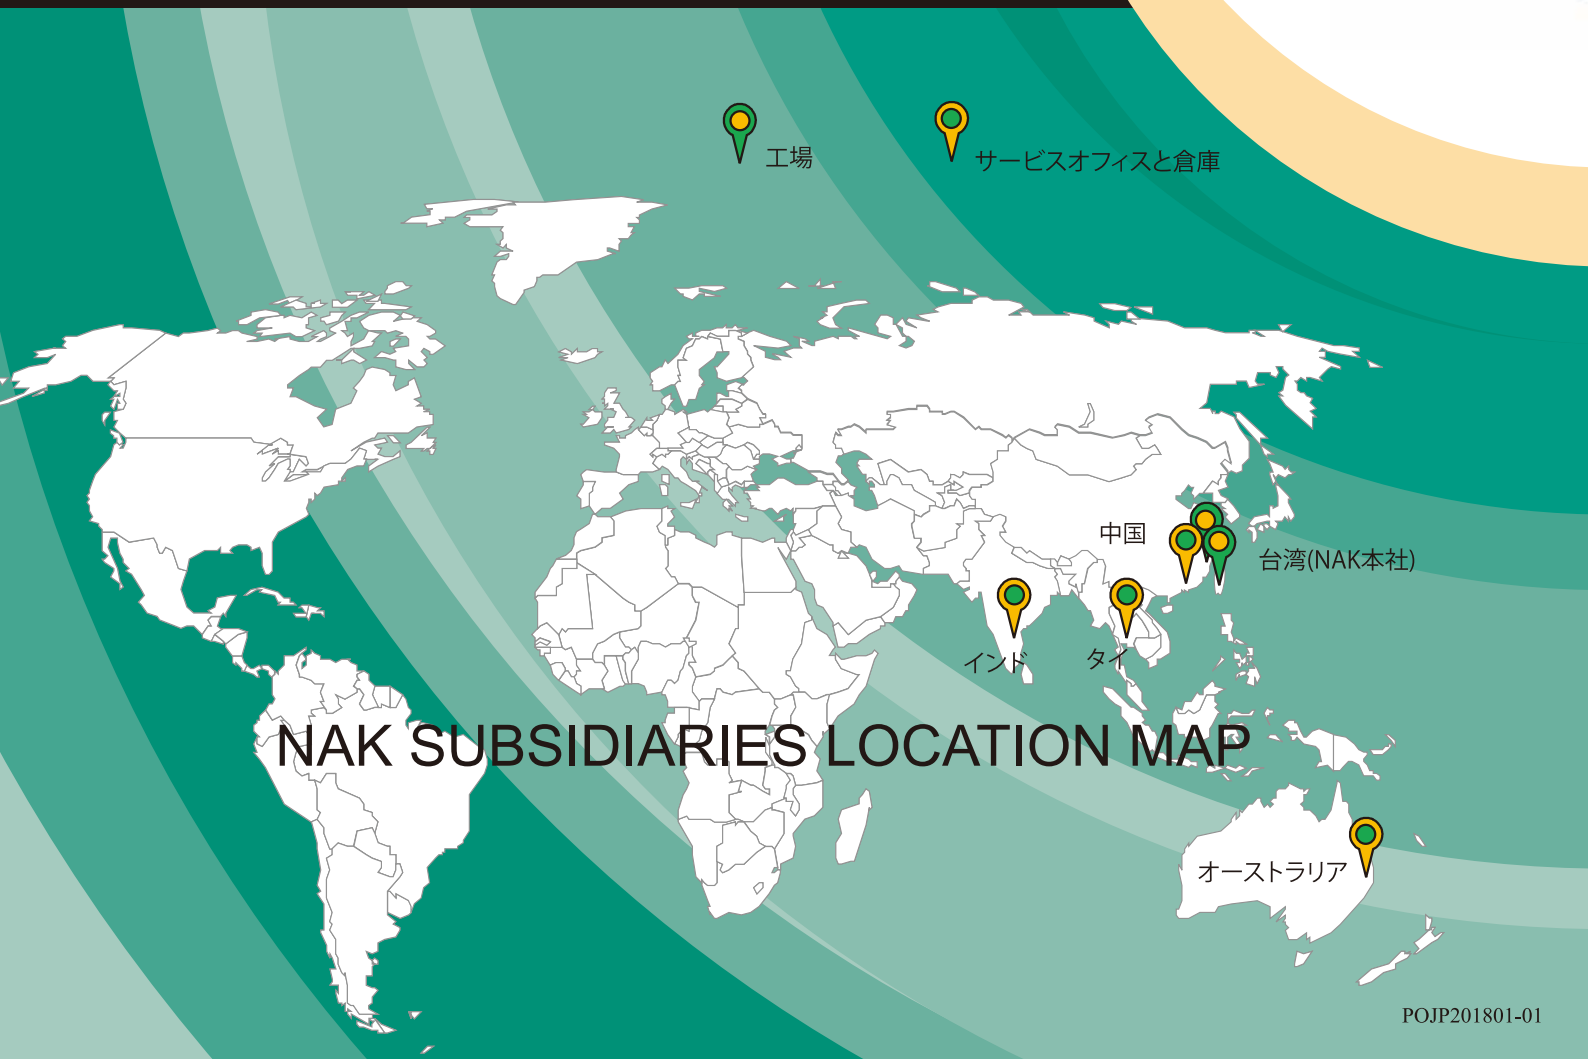 工場
サービスオフィスと倉庫
中国
台湾(NAK本社)
インド
タイ
NAK SUBSIDIARIES LOCATION MAP
オーストラリア
POJP201801-01